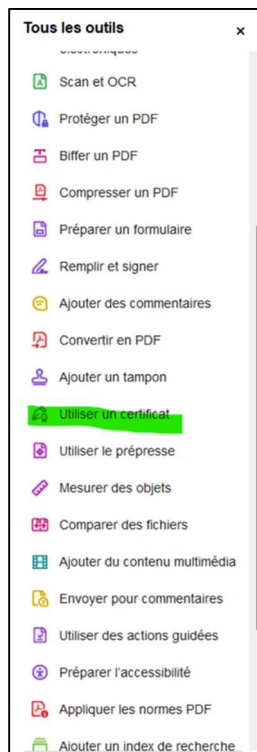 Tous les outils
électroniques
Scan et OCR
Protéger un PDF
Biffer un PDF
Compresser un PDF
Préparer un formulaire
Remplir et signer
Ajouter des commentaires
Convertir en PDF
Ajouter un tampon
Utiliser un certificat
Utiliser le prépresse
Mesurer des objets
Comparer des fichiers
Ajouter du contenu multimédia
Envoyer pour commentaires
Utiliser des actions guidées
Préparer l'accessibilité
Appliquer les normes PDF
Ajouter un index de recherche